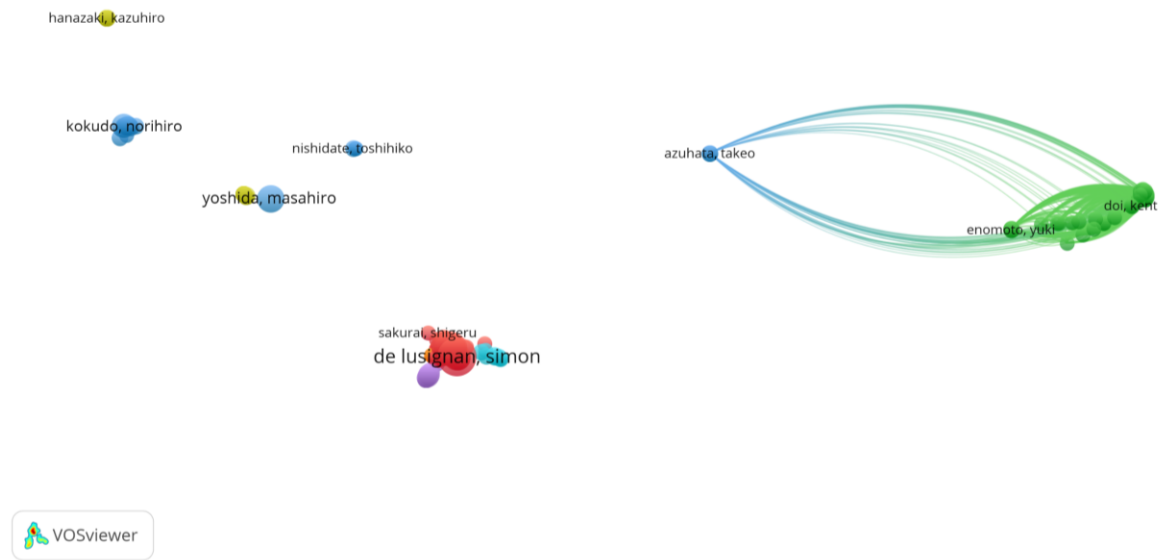 hanazaki, kazuhiro
kokudo, norihiro
nishidate, toshihiko
azuhata, takeo
yoshida, masahiro
doi, kent
enomoto, yuki
sakurai, shigeru
de lusignan, simon
VOSviewer